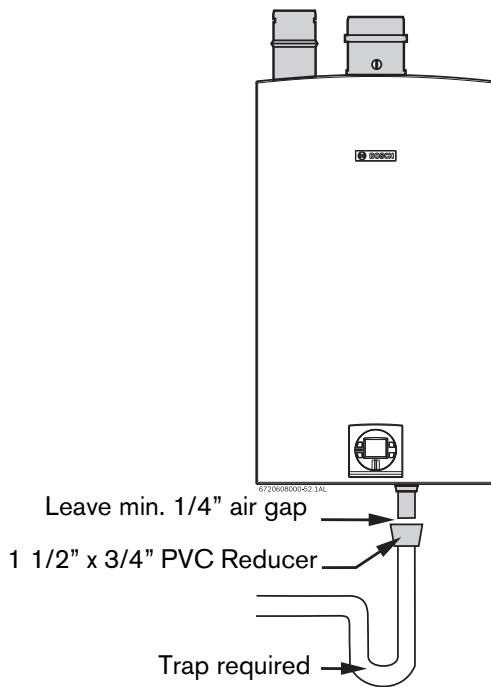 BOSCH
6720608000-52.1AL
Leave min. 1/4” air gap
1 1/2” x 3/4” PVC Reducer
Trap required